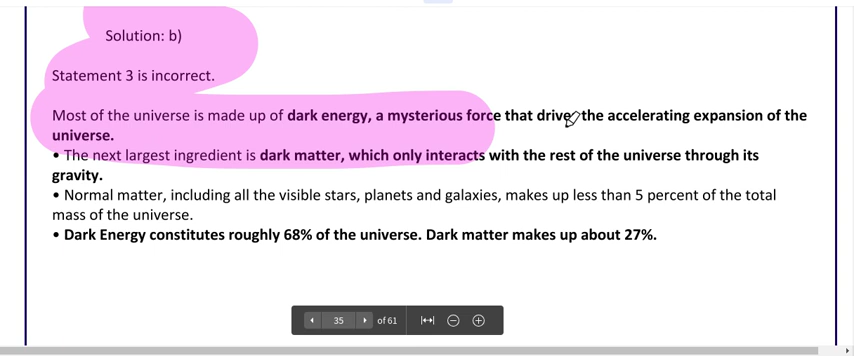 Solution: b)
Statement 3 is incorrect.
Most of the universe is made up of dark energy, a mysterious force that drive the accelerating expansion of the
universe.
• The next largest ingredient is dark matter, which only interacts with the rest of the universe through its
gravity.
• Normal matter, including all the visible stars, planets and galaxies, makes up less than 5 percent of the total
mass of the universe.
• Dark Energy constitutes roughly 68% of the universe. Dark matter makes up about 27%.
35 of 61